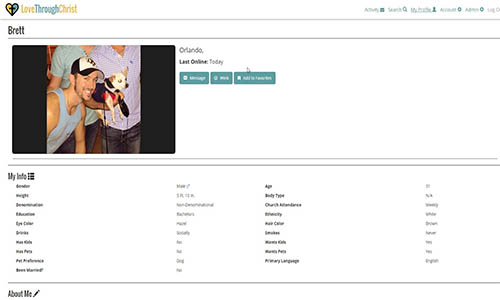 LoveThroughChrist
Activity Search My Profile Account Admin Log O
Brett
Orlando,
Last Online: Today
Message Wink Add to Favorites
My Info
Gender Male Age 31
Height 5 ft, 10 in. Body Type N/A
Denomination Non-Denominational Church Attendance Weekly
Education Bachelors Ethnicity White
Eye Color Hazel Hair Color Brown
Drinks Socially Smokes Never
Has Kids No Wants Kids Yes
Has Pets No Wants Pets Yes
Pet Preference Dog Primary Language English
Been Married? No
About Me